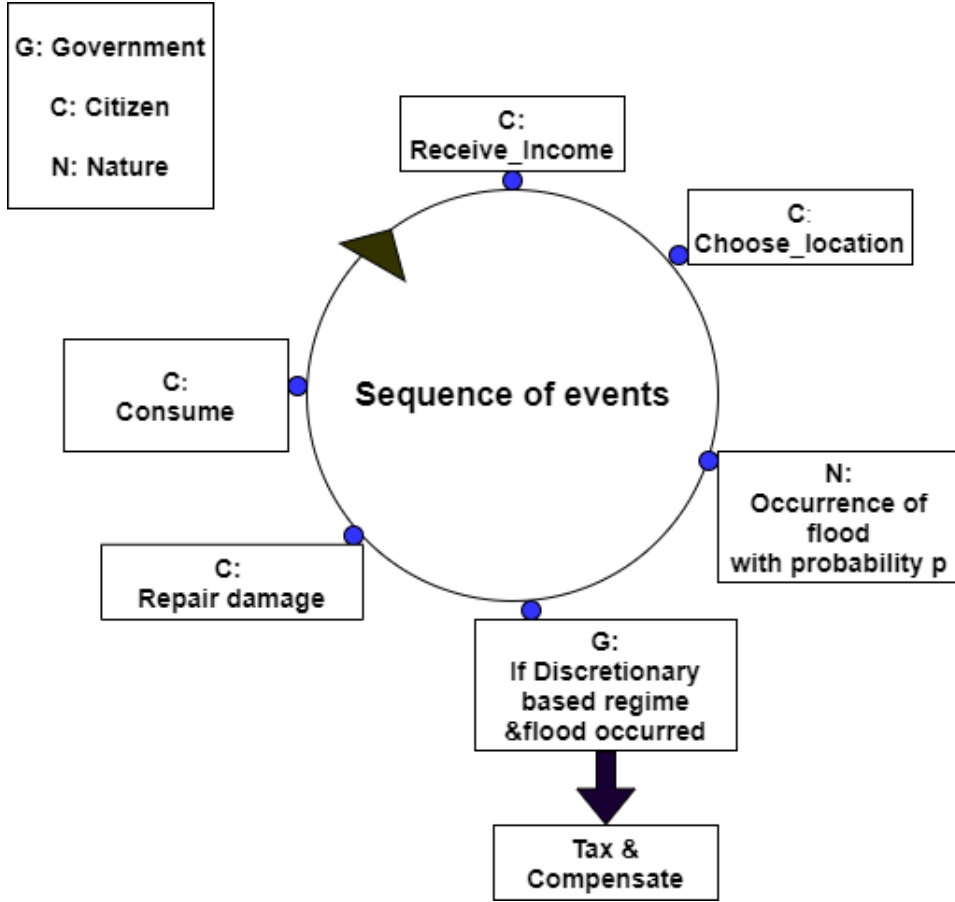 G: Government
C: Citizen
N: Nature
C:
Receive_Income
C:
Choose_location
N:
Occurrence of
flood
with probability p
G:
If Discretionary
based regime
&flood occurred
Tax &
Compensate
C:
Repair damage
C:
Consume
Sequence of events